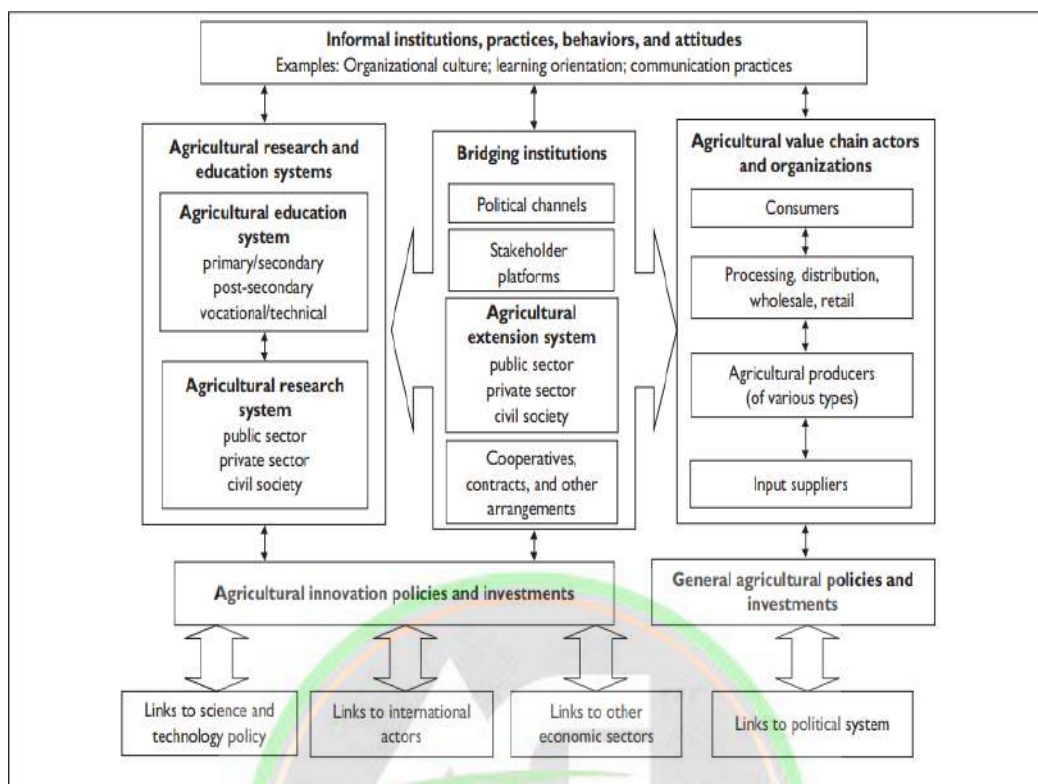 Informal institutions, practices, behaviors, and attitudes
Examples: Organizational culture; learning orientation; communication practices
Agricultural research and
education systems
Agricultural education
system
primary/secondary
post-secondary
vocational/technical
Agricultural research
system
public sector
private sector
civil society
Bridging institutions
Political channels
Stakeholder
platforms
Agricultural
extension system
public sector
private sector
civil society
Cooperatives,
contracts, and other
arrangements
Agricultural value chain actors
and organizations
Consumers
Processing, distribution,
wholesale, retail
Agricultural producers
(of various types)
Input suppliers
Agricultural innovation policies and investments
General agricultural policies and
investments
Links to science and
technology policy
Links to international
actors
Links to other
economic sectors
Links to political system